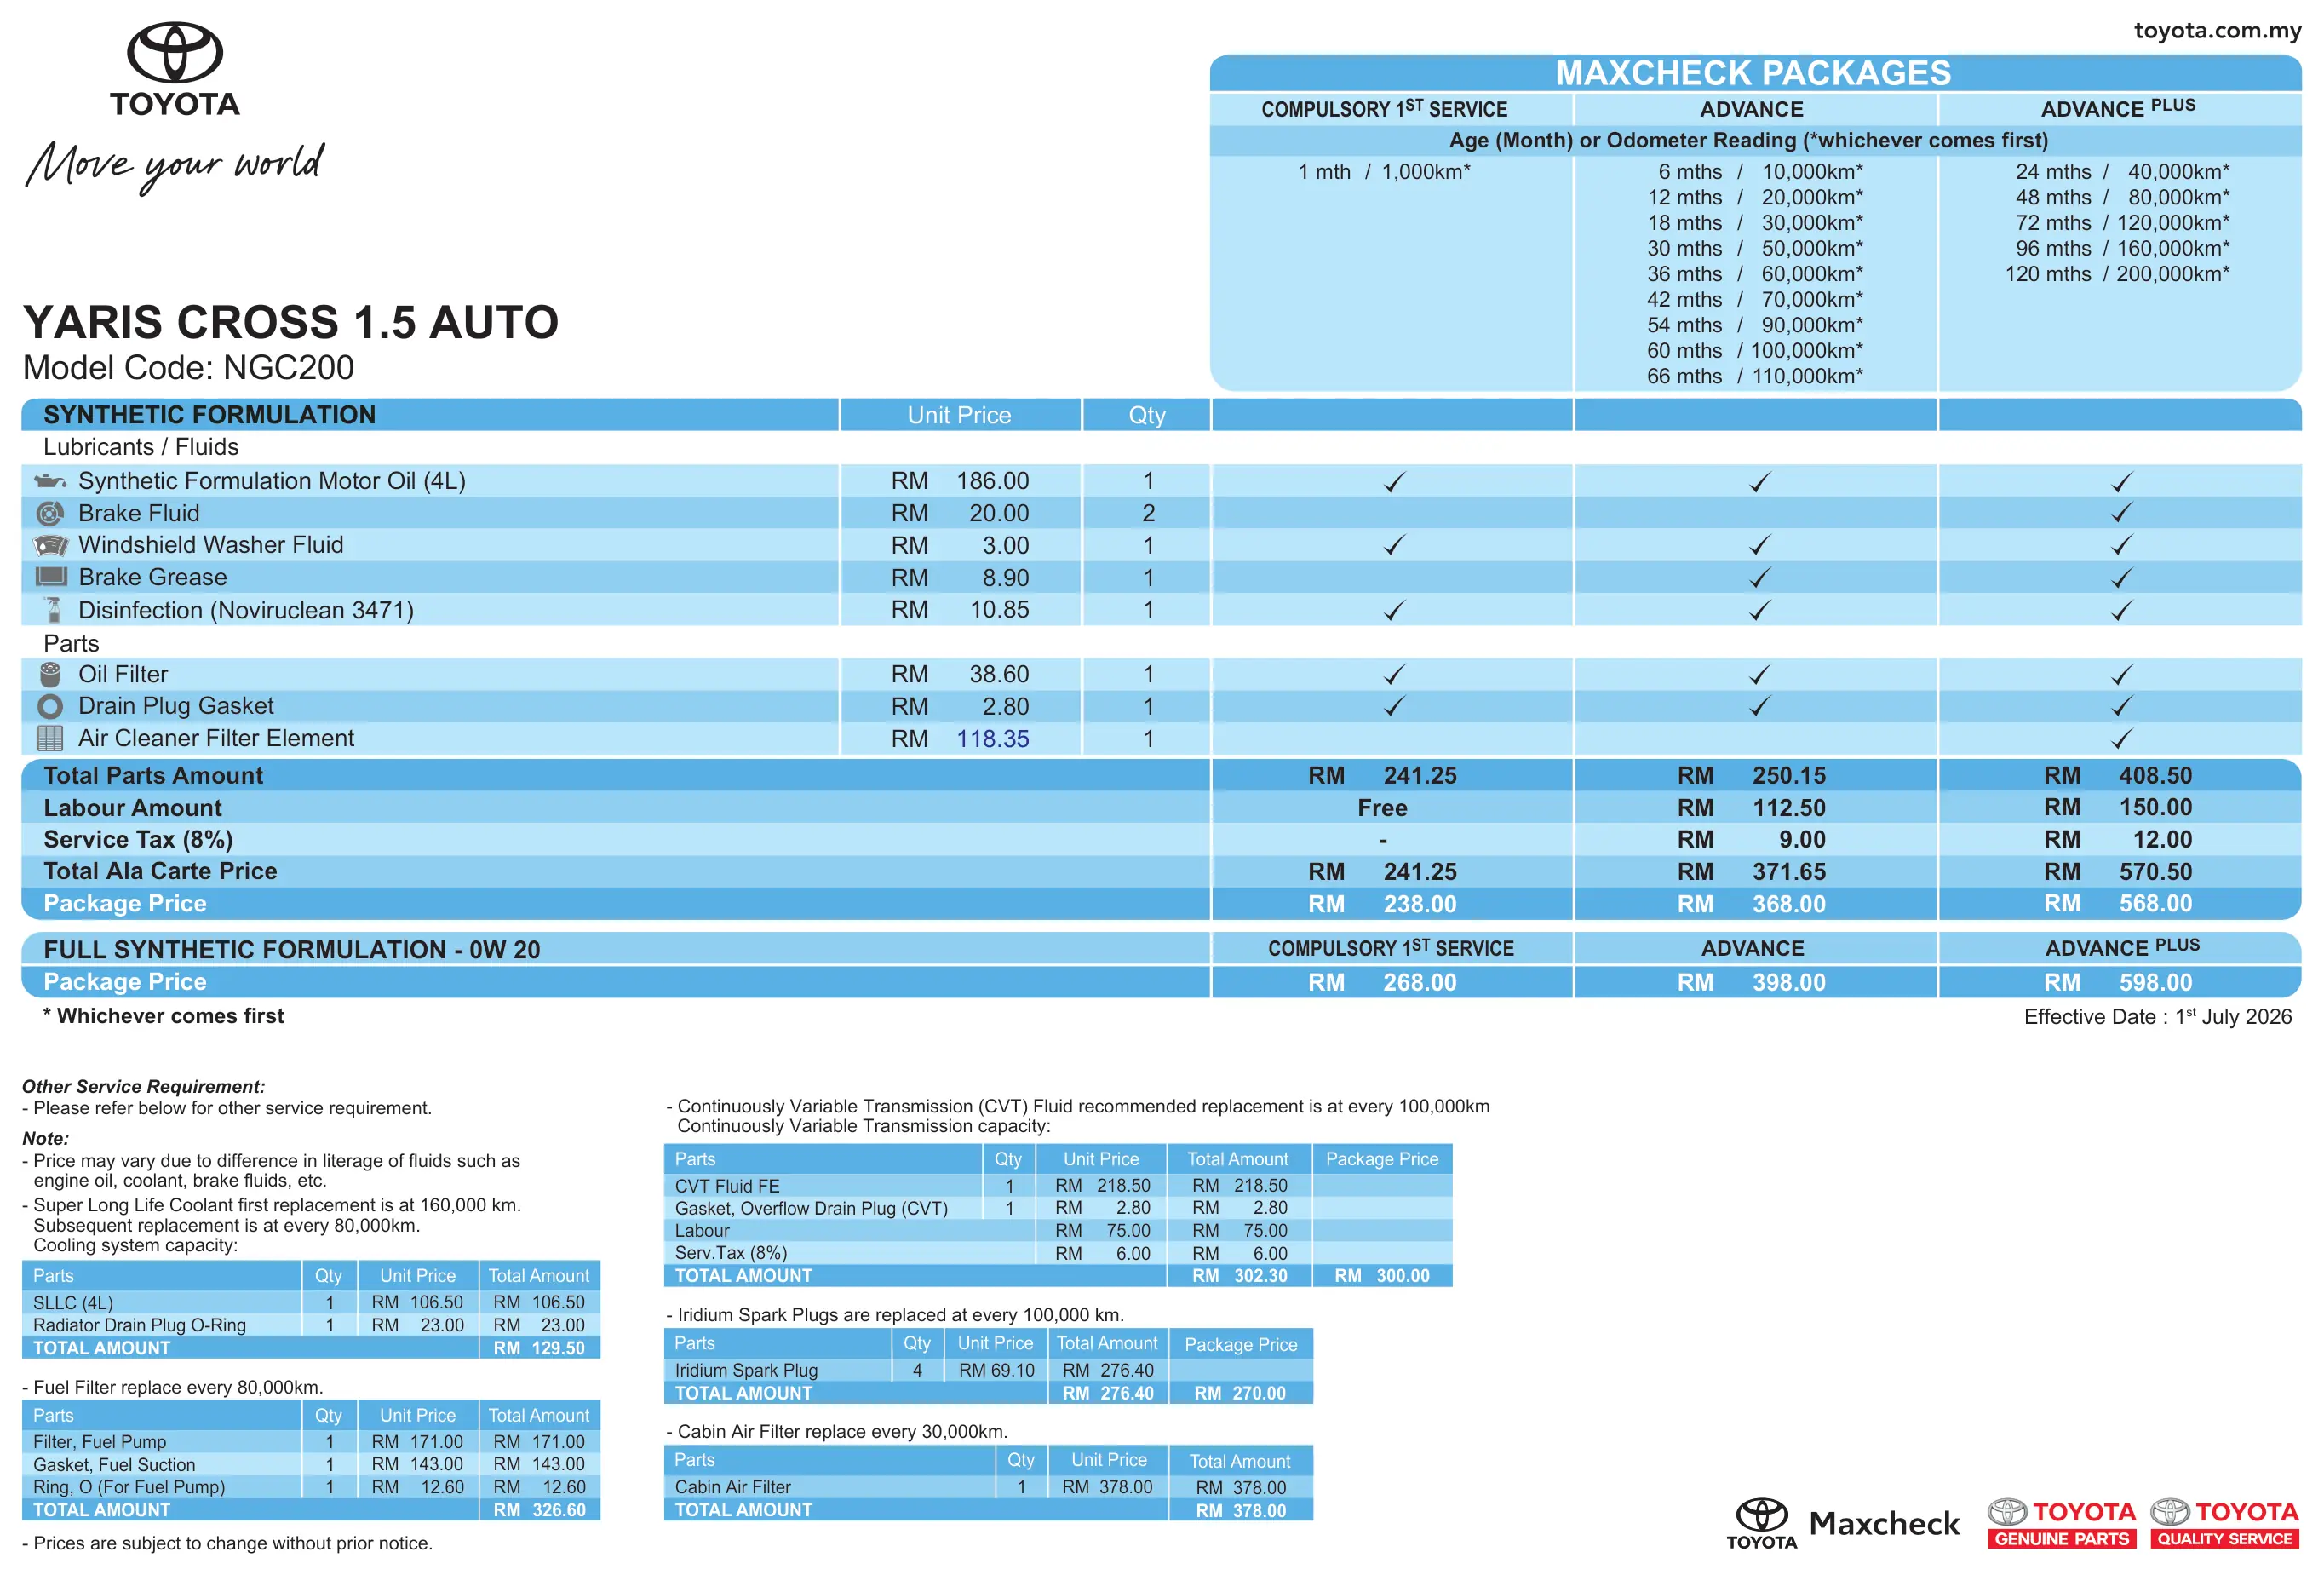 toyota.com.my
TOYOTA
Move your world
MAXCHECK PACKAGES
COMPULSORY 1ST SERVICE ADVANCE ADVANCE PLUS
Age (Month) or Odometer Reading (*whichever comes first)
1 mth / 1,000km* 6 mths / 10,000km* 24 mths / 40,000km*
12 mths / 20,000km* 48 mths / 80,000km*
18 mths / 30,000km* 72 mths / 120,000km*
30 mths / 50,000km* 96 mths / 160,000km*
36 mths / 60,000km* 120 mths / 200,000km*
42 mths / 70,000km*
54 mths / 90,000km*
60 mths / 100,000km*
66 mths / 110,000km*
YARIS CROSS 1.5 AUTO
Model Code: NGC200
SYNTHETIC FORMULATION Unit Price Qty
Lubricants / Fluids
Synthetic Formulation Motor Oil (4L) RM 186.00 1 ✓ ✓ ✓
Brake Fluid RM 20.00 2 ✓
Windshield Washer Fluid RM 3.00 1 ✓ ✓ ✓
Brake Grease RM 8.90 1 ✓ ✓
Disinfection (Noviruclean 3471) RM 10.85 1 ✓ ✓ ✓
Parts
Oil Filter RM 38.60 1 ✓ ✓ ✓
Drain Plug Gasket RM 2.80 1 ✓ ✓ ✓
Air Cleaner Filter Element RM 118.35 1 ✓
Total Parts Amount RM 241.25 RM 250.15 RM 408.50
Labour Amount Free RM 112.50 RM 150.00
Service Tax (8%) - RM 9.00 RM 12.00
Total Ala Carte Price RM 241.25 RM 371.65 RM 570.50
Package Price RM 238.00 RM 368.00 RM 568.00
FULL SYNTHETIC FORMULATION - 0W 20 COMPULSORY 1ST SERVICE ADVANCE ADVANCE PLUS
Package Price RM 268.00 RM 398.00 RM 598.00
* Whichever comes first
Effective Date : 1st July 2026
Other Service Requirement:
- Please refer below for other service requirement.
Note:
- Price may vary due to difference in literage of fluids such as
engine oil, coolant, brake fluids, etc.
- Super Long Life Coolant first replacement is at 160,000 km.
Subsequent replacement is at every 80,000km.
Cooling system capacity:
Parts Qty Unit Price Total Amount
SLLC (4L) 1 RM 106.50 RM 106.50
Radiator Drain Plug O-Ring 1 RM 23.00 RM 23.00
TOTAL AMOUNT RM 129.50
- Fuel Filter replace every 80,000km.
Parts Qty Unit Price Total Amount
Filter, Fuel Pump 1 RM 171.00 RM 171.00
Gasket, Fuel Suction 1 RM 143.00 RM 143.00
Ring, O (For Fuel Pump) 1 RM 12.60 RM 12.60
TOTAL AMOUNT RM 326.60
- Prices are subject to change without prior notice.
- Continuously Variable Transmission (CVT) Fluid recommended replacement is at every 100,000km
Continuously Variable Transmission capacity:
Parts Qty Unit Price Total Amount Package Price
CVT Fluid FE 1 RM 218.50 RM 218.50
Gasket, Overflow Drain Plug (CVT) 1 RM 2.80 RM 2.80
Labour RM 75.00 RM 75.00
Serv.Tax (8%) RM 6.00 RM 6.00
TOTAL AMOUNT RM 302.30 RM 300.00
- Iridium Spark Plugs are replaced at every 100,000 km.
Parts Qty Unit Price Total Amount Package Price
Iridium Spark Plug 4 RM 69.10 RM 276.40
TOTAL AMOUNT RM 276.40 RM 270.00
- Cabin Air Filter replace every 30,000km.
Parts Qty Unit Price Total Amount
Cabin Air Filter 1 RM 378.00 RM 378.00
TOTAL AMOUNT RM 378.00
TOYOTA Maxcheck
TOYOTA GENUINE PARTS
TOYOTA QUALITY SERVICE